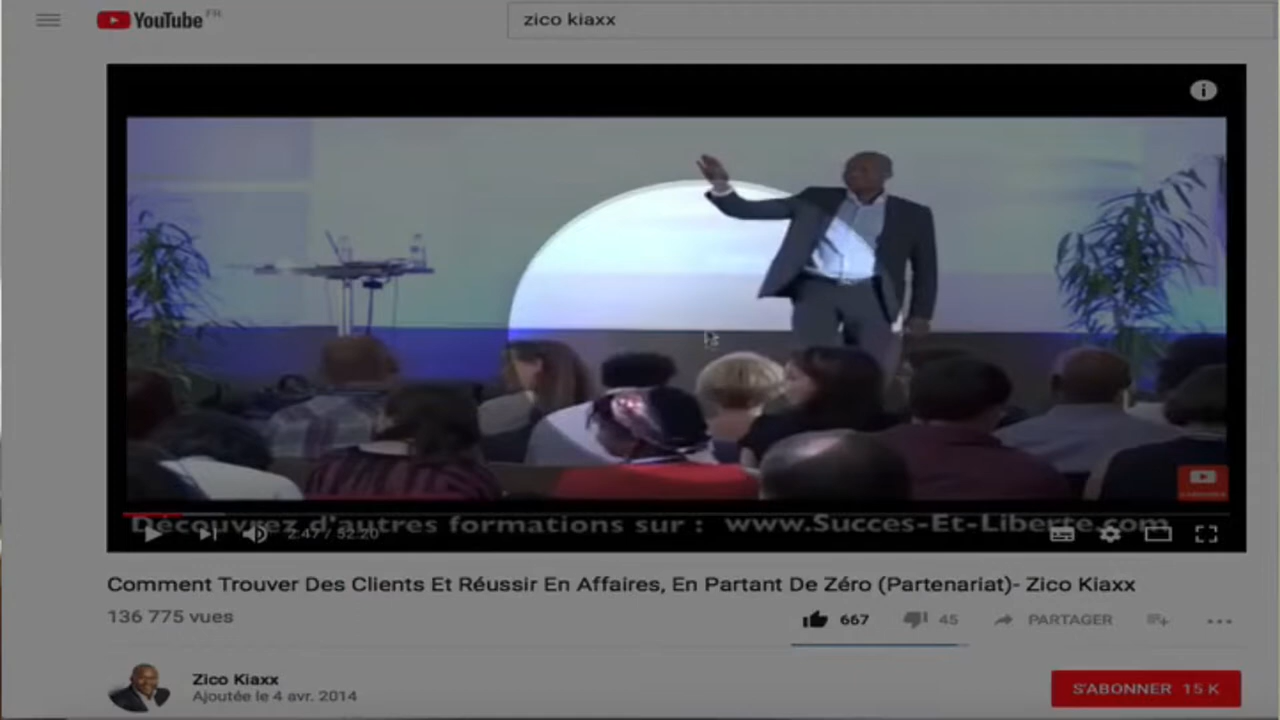 YouTube FR
zico kiaxx
Découvrez d'autres formations sur : www.Succes-Et-Liberte.com
2:47 / 52:20
Comment Trouver Des Clients Et Réussir En Affaires, En Partant De Zéro (Partenariat)- Zico Kiaxx
136 775 vues
667
45
PARTAGER
Zico Kiaxx
Ajoutée le 4 avr. 2014
S'ABONNER 15 K